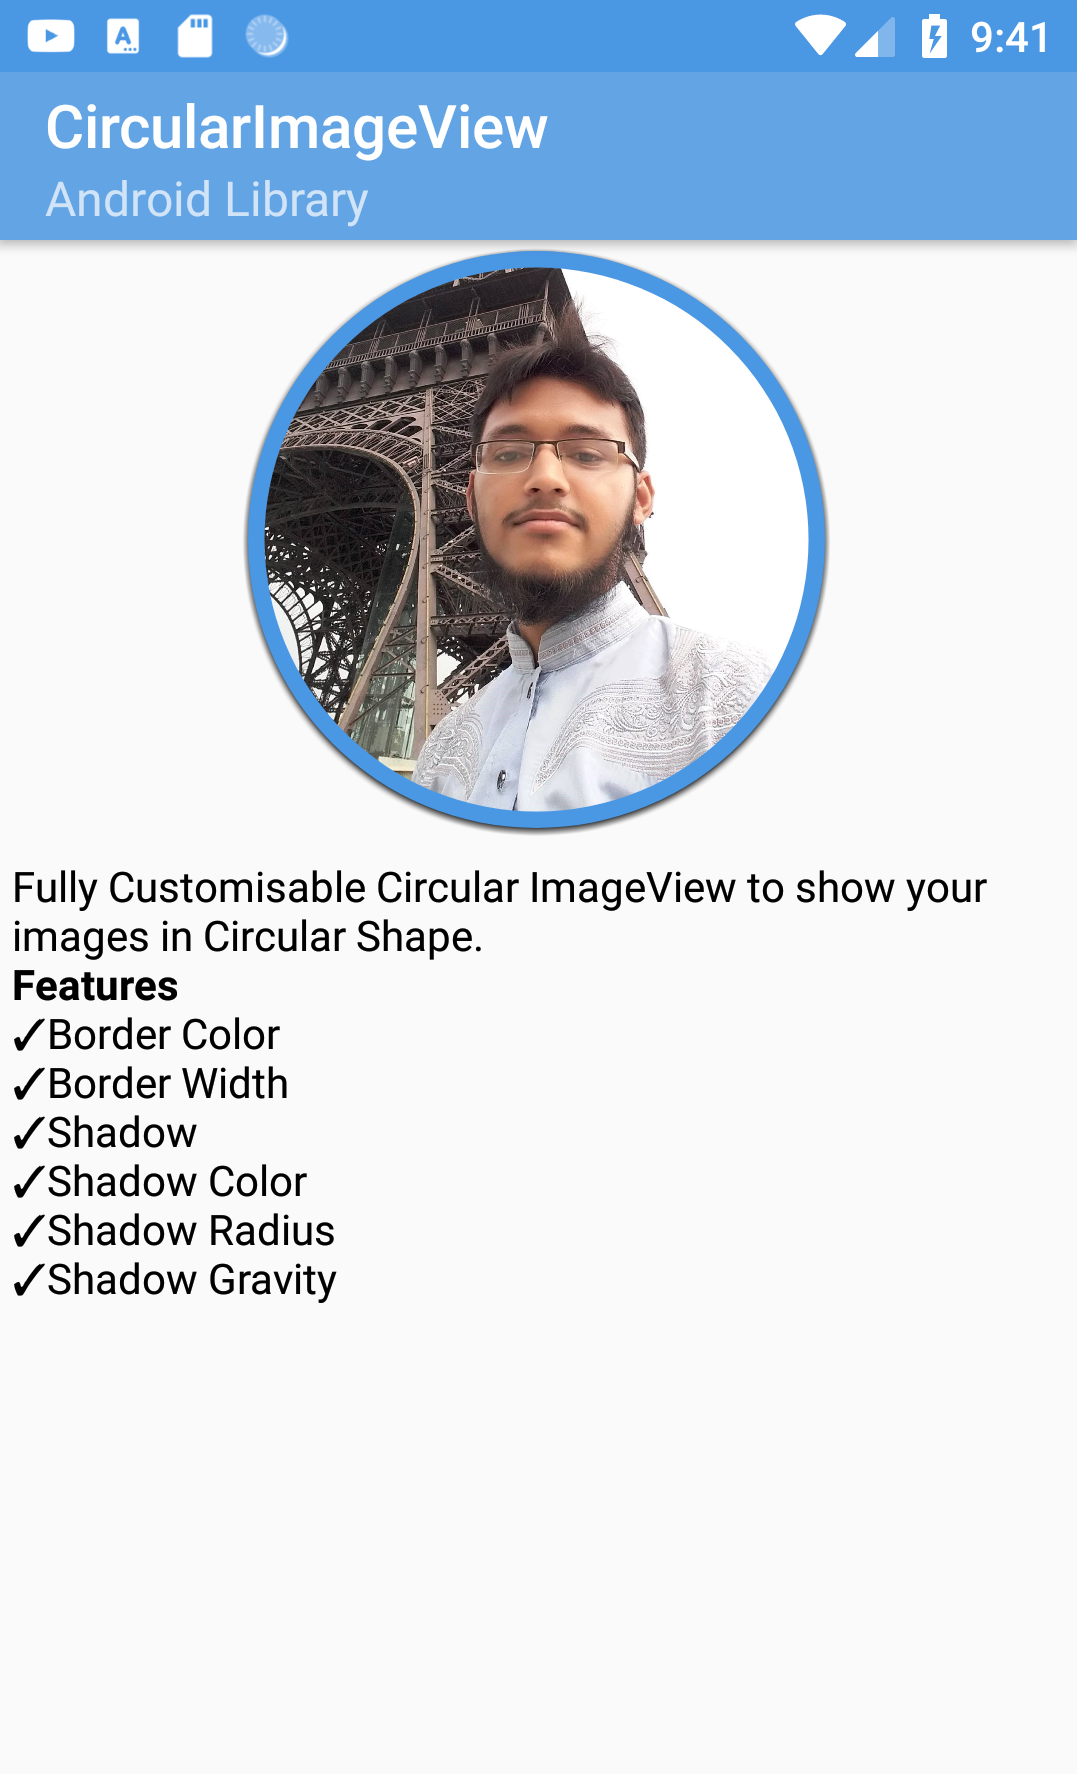 9:41
CircularImageView
Android Library
Fully Customisable Circular ImageView to show your
images in Circular Shape.
Features
✓Border Color
✓Border Width
✓Shadow
✓Shadow Color
✓Shadow Radius
✓Shadow Gravity